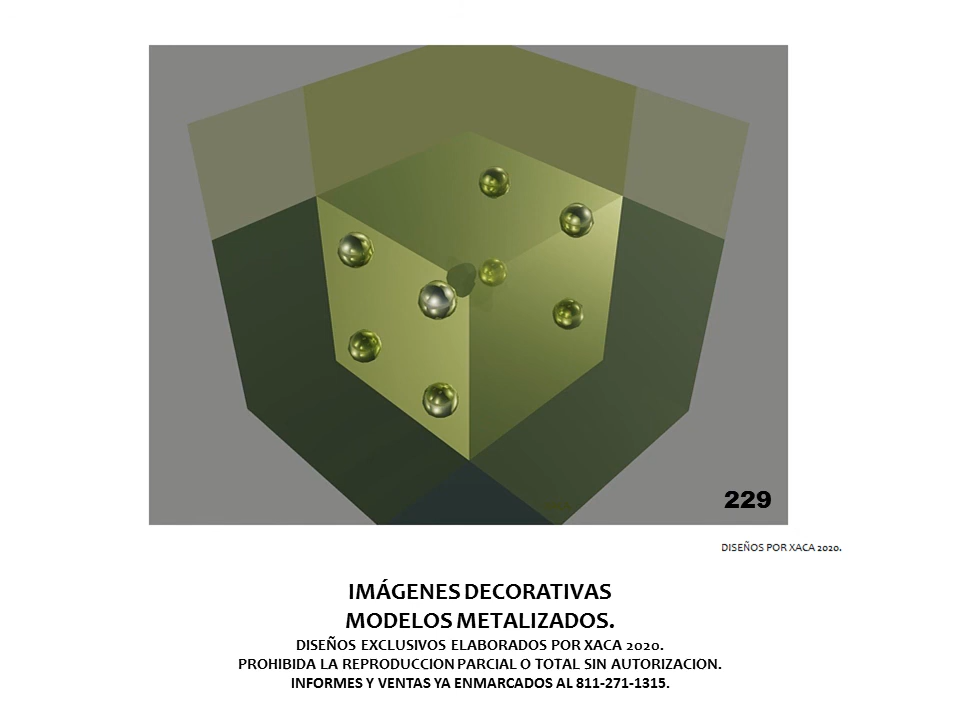 229
DISEÑOS POR XACA 2020.
IMÁGENES DECORATIVAS
MODELOS METALIZADOS.
DISEÑOS EXCLUSIVOS ELABORADOS POR XACA 2020.
PROHIBIDA LA REPRODUCCION PARCIAL O TOTAL SIN AUTORIZACION.
INFORMES Y VENTAS YA ENMARCADOS AL 811-271-1315.